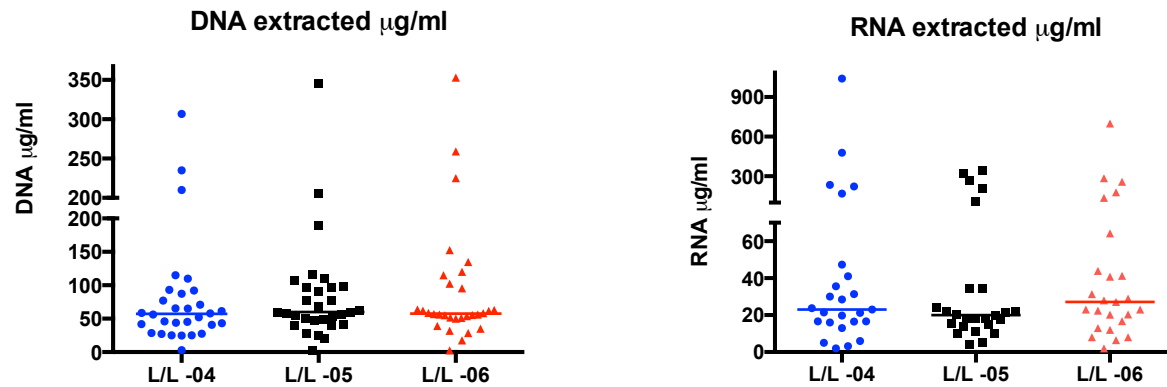 DNA extracted μg/ml
DNA μg/ml
350
300
250
200
200
150
100
50
0
L/L -04
L/L -05
L/L -06
RNA extracted μg/ml
RNA μg/ml
900
600
300
60
40
20
0
L/L -04
L/L -05
L/L -06